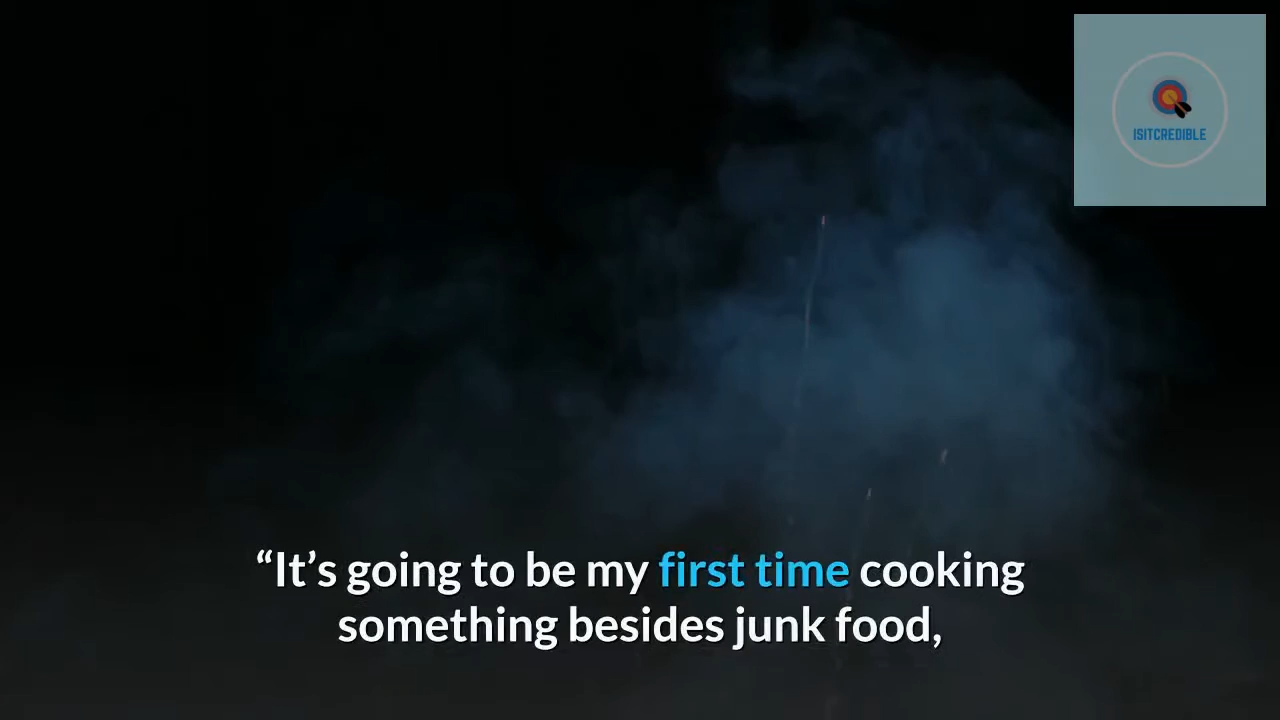 ISITCREDIBLE
“It’s going to be my first time cooking
something besides junk food,